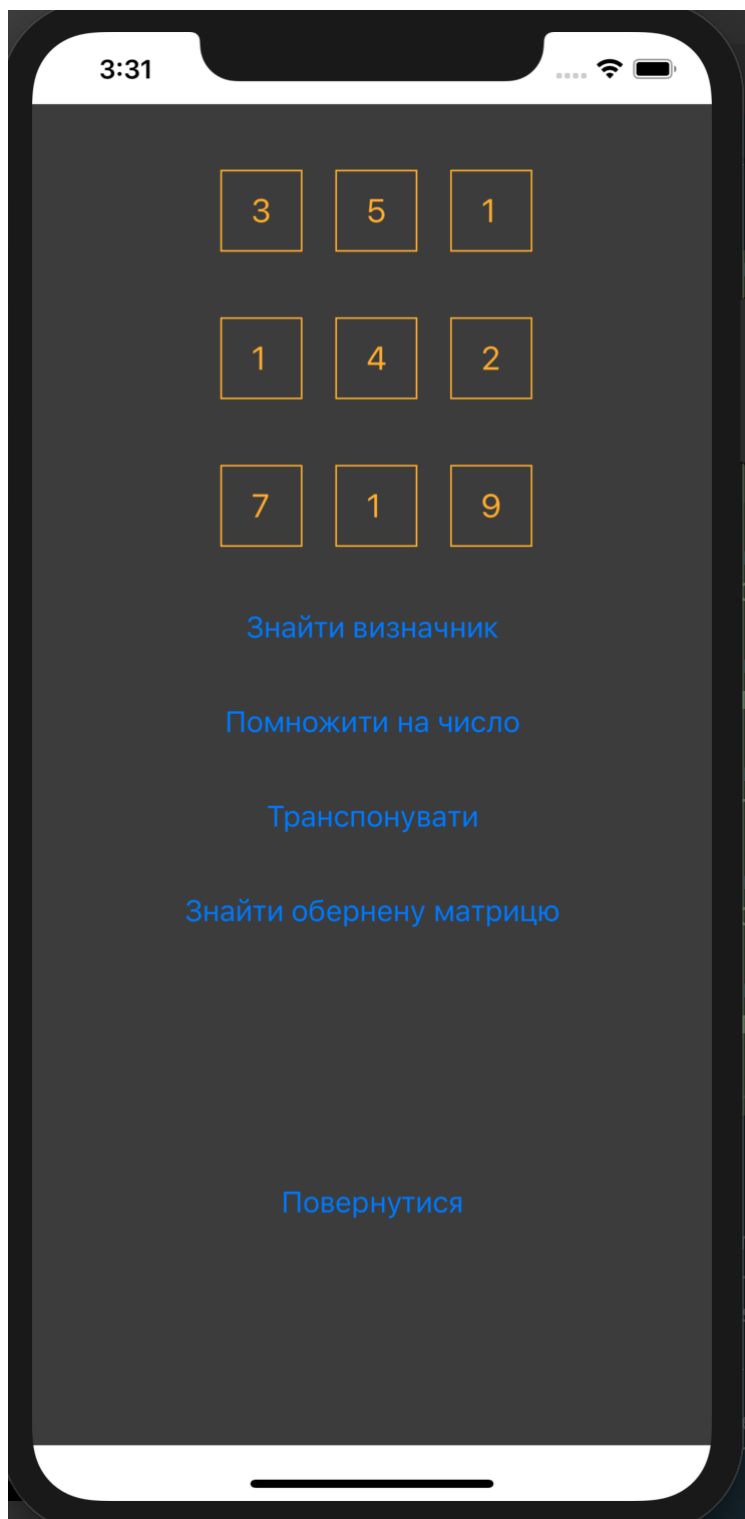 3:31
3 5 1
1 4 2
7 1 9
Знайти визначник
Помножити на число
Транспонувати
Знайти обернену матрицю
Повернутися